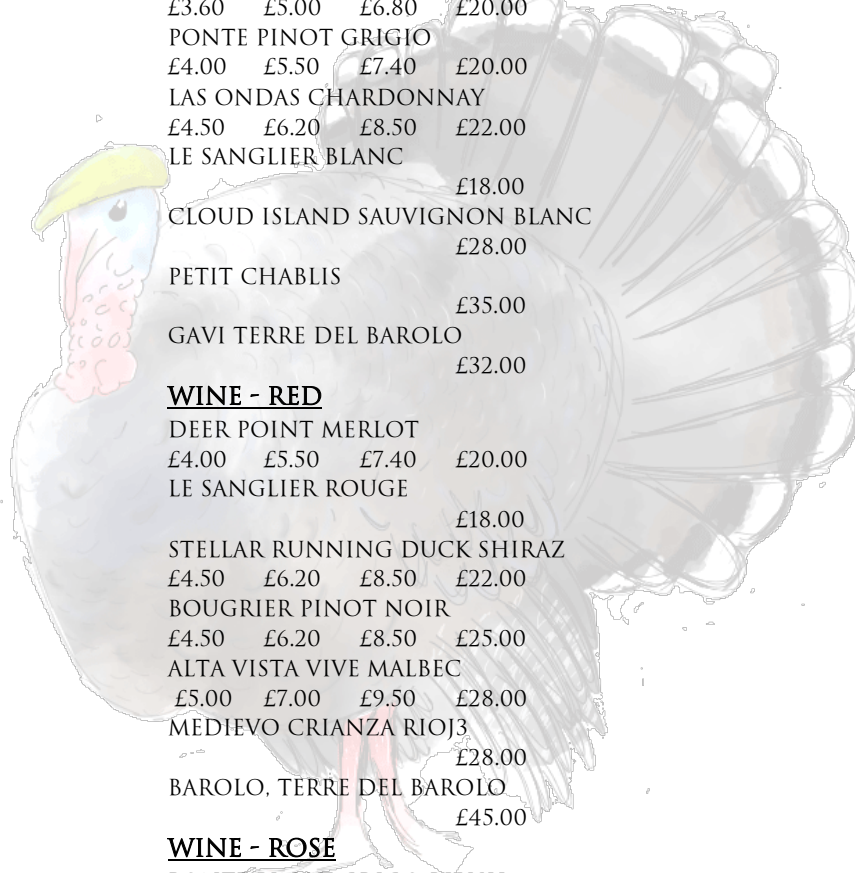 £3.60 £5.00 £6.80 £20.00
PONTE PINOT GRIGIO
£4.00 £5.50 £7.40 £20.00
LAS ONDAS CHARDONNAY
£4.50 £6.20 £8.50 £22.00
LE SANGLIER BLANC
£18.00
CLOUD ISLAND SAUVIGNON BLANC
£28.00
PETIT CHABLIS
£35.00
GAVI TERRE DEL BAROLO
£32.00
WINE - RED
DEER POINT MERLOT
£4.00 £5.50 £7.40 £20.00
LE SANGLIER ROUGE
£18.00
STELLAR RUNNING DUCK SHIRAZ
£4.50 £6.20 £8.50 £22.00
BOUGRIER PINOT NOIR
£4.50 £6.20 £8.50 £25.00
ALTA VISTA VIVE MALBEC
£5.00 £7.00 £9.50 £28.00
MEDIEVO CRIANZA RIOJ3
£28.00
BAROLO, TERRE DEL BAROLO
£45.00
WINE - ROSE